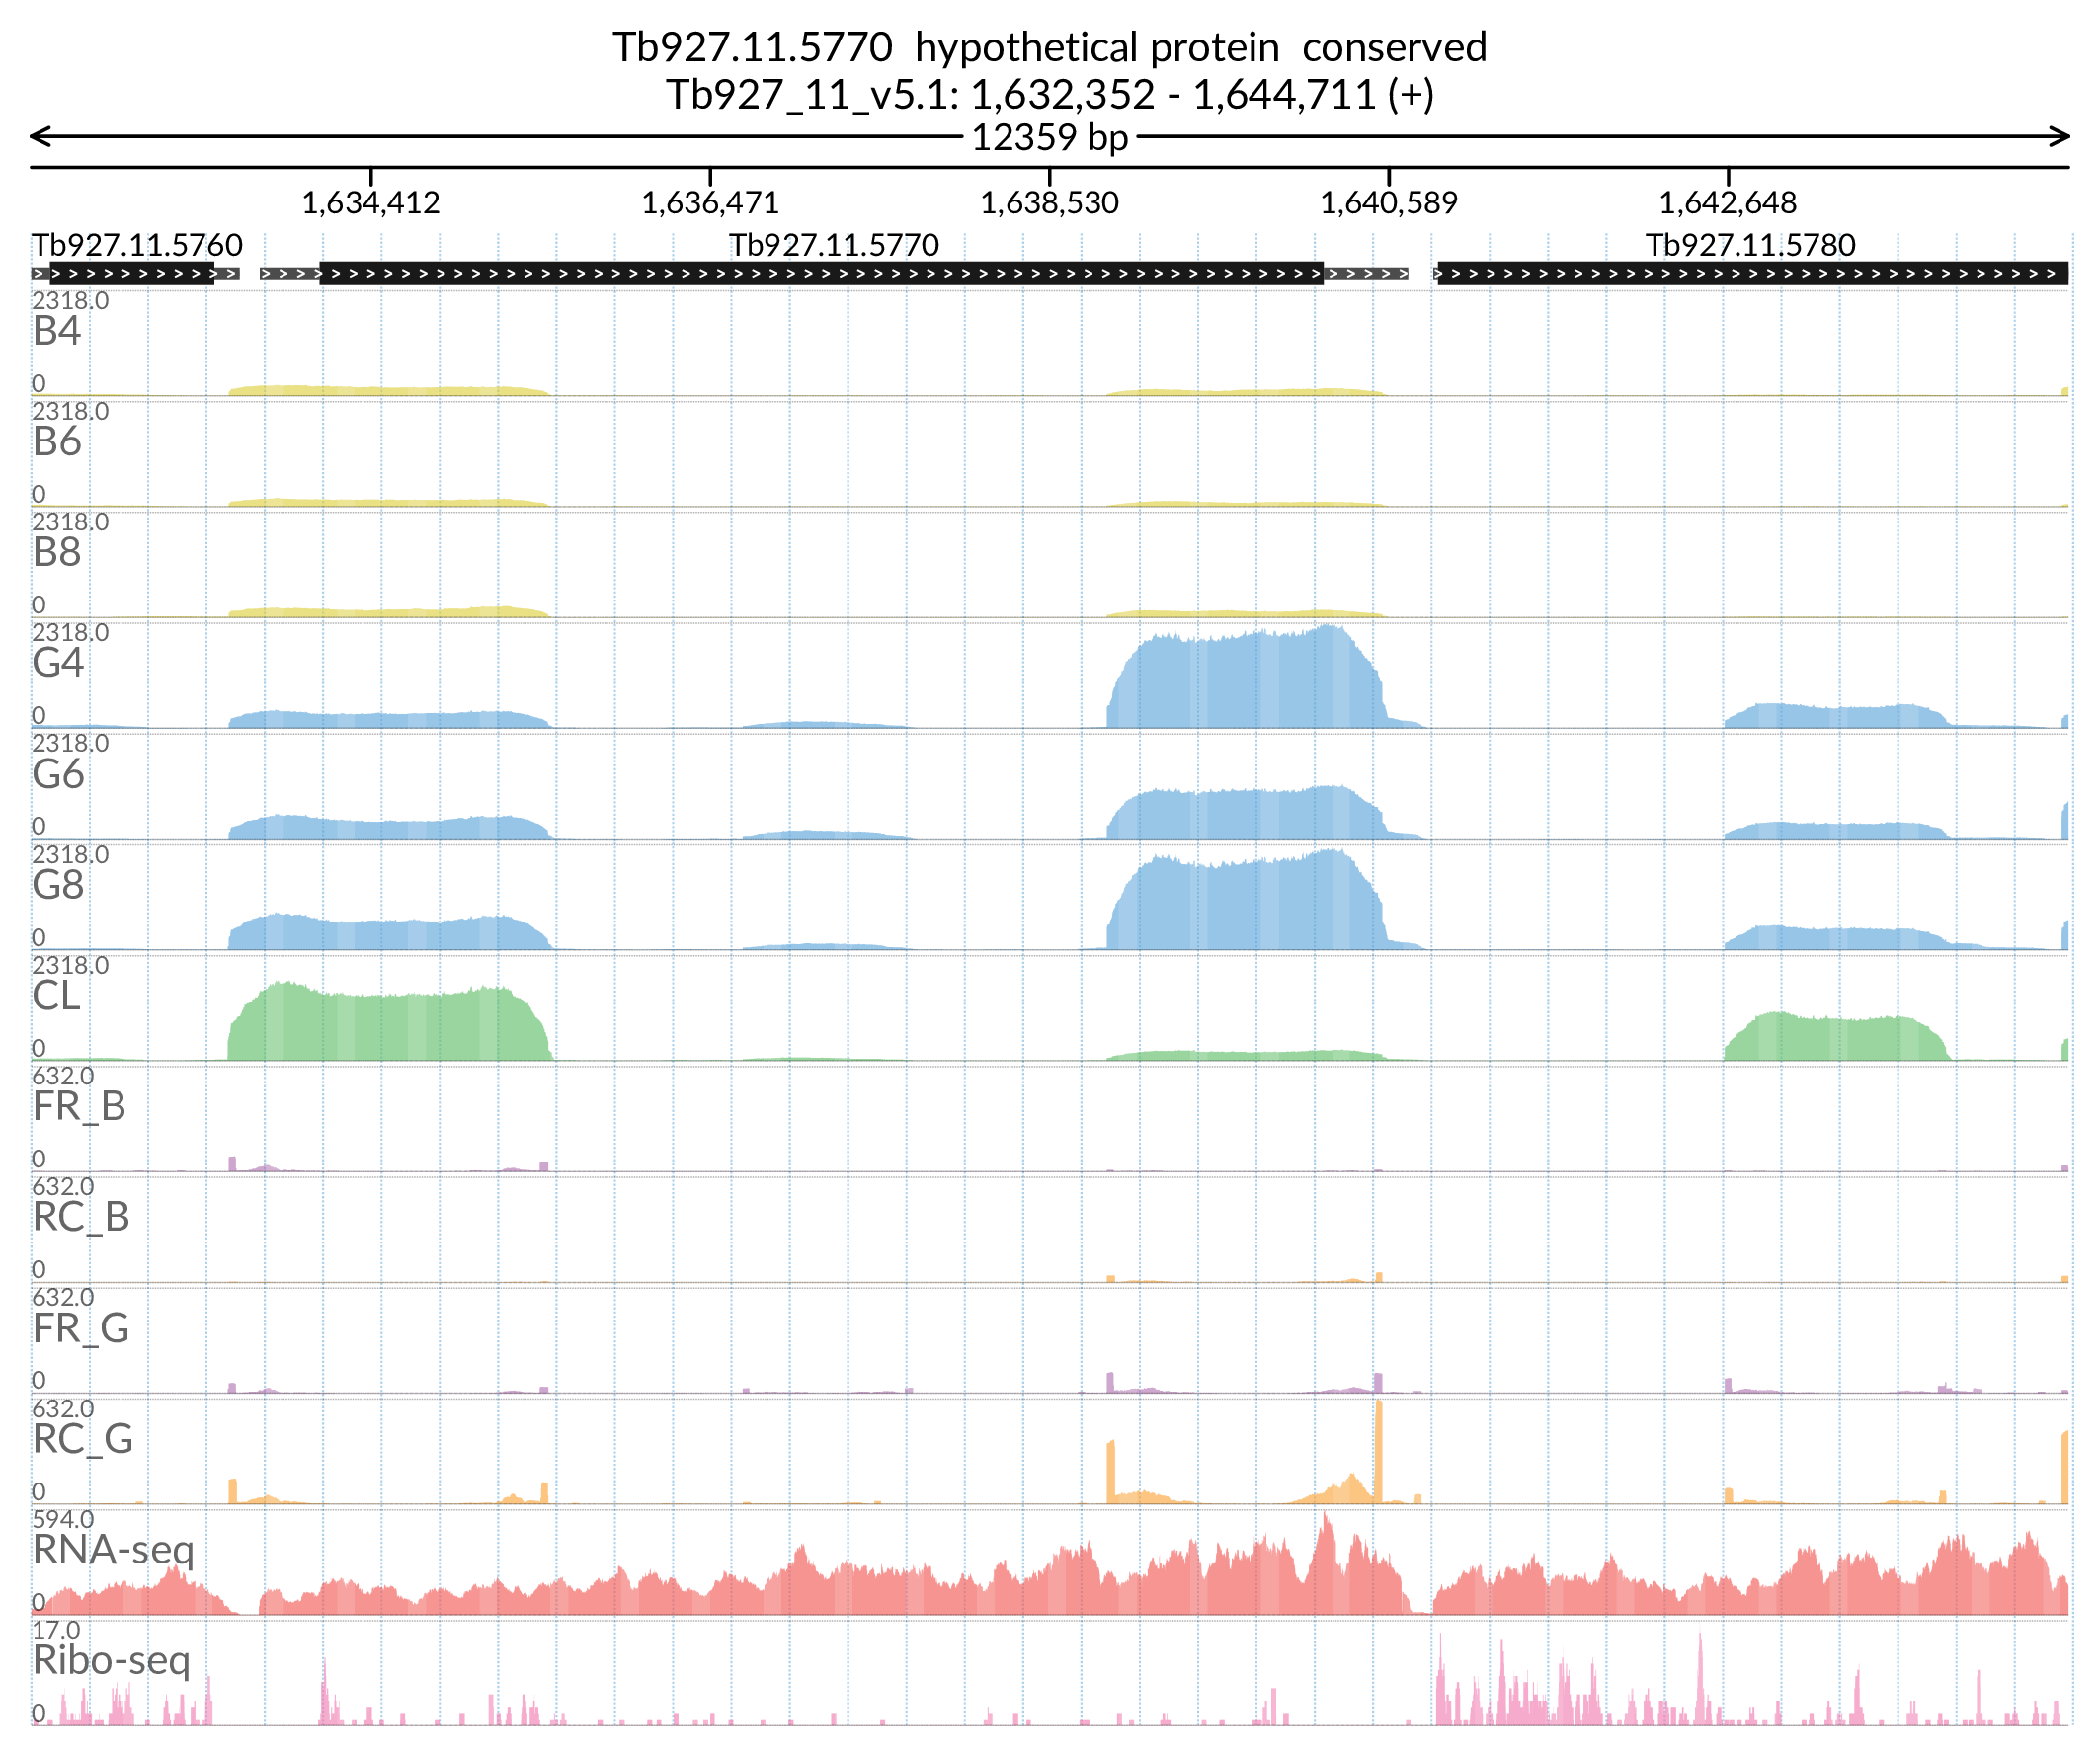 Tb927.11.5770  hypothetical protein  conserved
Tb927_11_v5.1: 1,632,352 - 1,644,711 (+)
12359 bp
1,634,412 1,636,471 1,638,530 1,640,589 1,642,648
Tb927.11.5760 Tb927.11.5770 Tb927.11.5780
2318.0
B4
0
2318.0
B6
0
2318.0
B8
0
2318.0
G4
0
2318.0
G6
0
2318.0
G8
0
2318.0
CL
0
632.0
FR_B
0
632.0
RC_B
0
632.0
FR_G
0
632.0
RC_G
0
594.0
RNA-seq
0
17.0
Ribo-seq
0